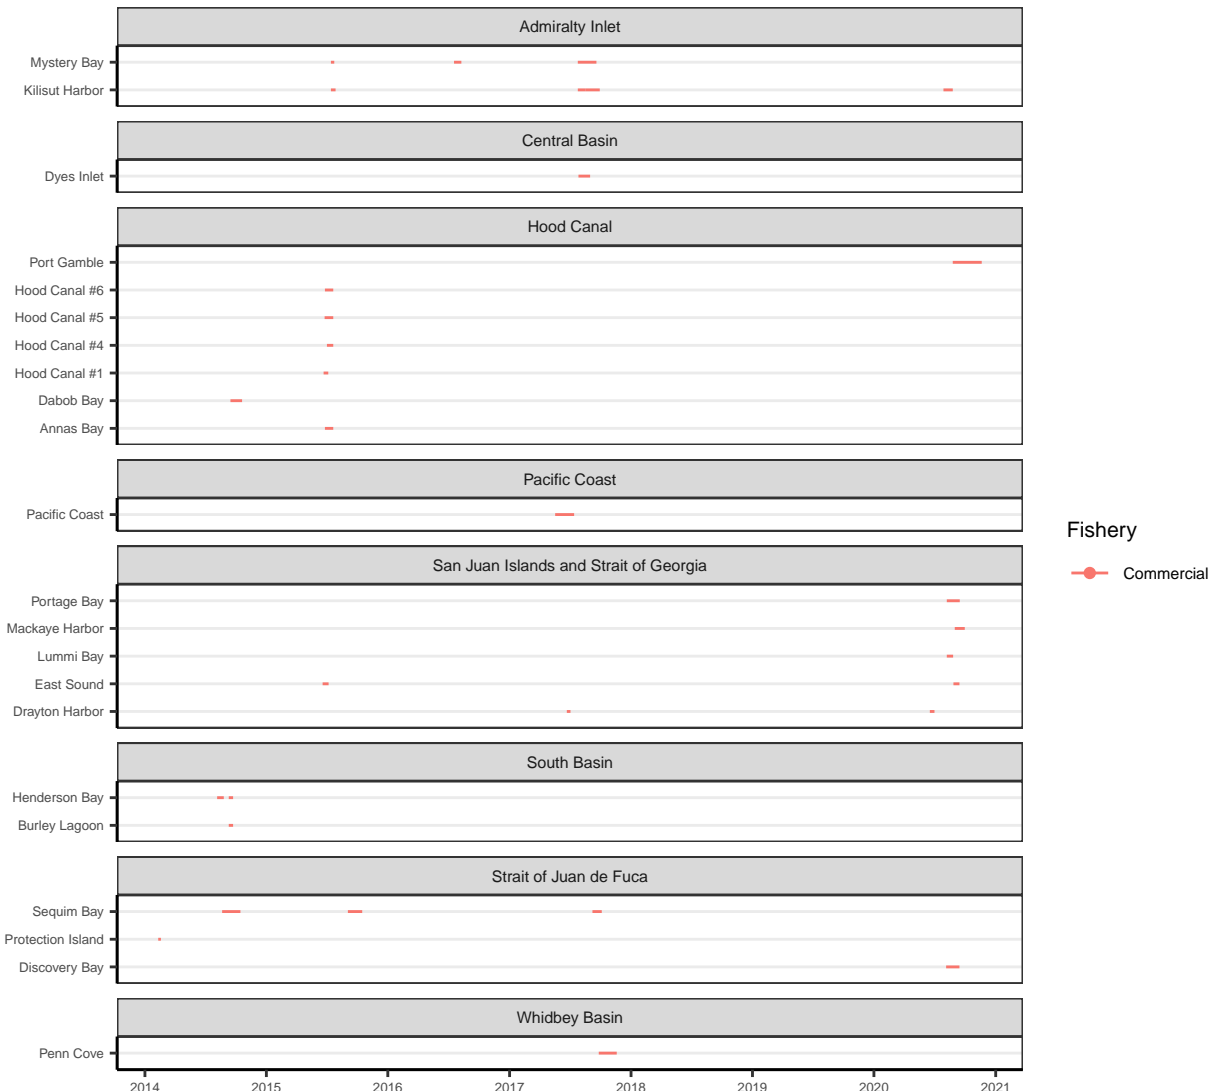 Admiralty Inlet
Mystery Bay
Kilisut Harbor
Central Basin
Dyes Inlet
Hood Canal
Port Gamble
Hood Canal #6
Hood Canal #5
Hood Canal #4
Hood Canal #1
Dabob Bay
Annas Bay
Pacific Coast
Pacific Coast
San Juan Islands and Strait of Georgia
Portage Bay
Mackaye Harbor
Lummi Bay
East Sound
Drayton Harbor
South Basin
Henderson Bay
Burley Lagoon
Strait of Juan de Fuca
Sequim Bay
Protection Island
Discovery Bay
Whidbey Basin
Penn Cove
2014 2015 2016 2017 2018 2019 2020 2021
Fishery
Commercial